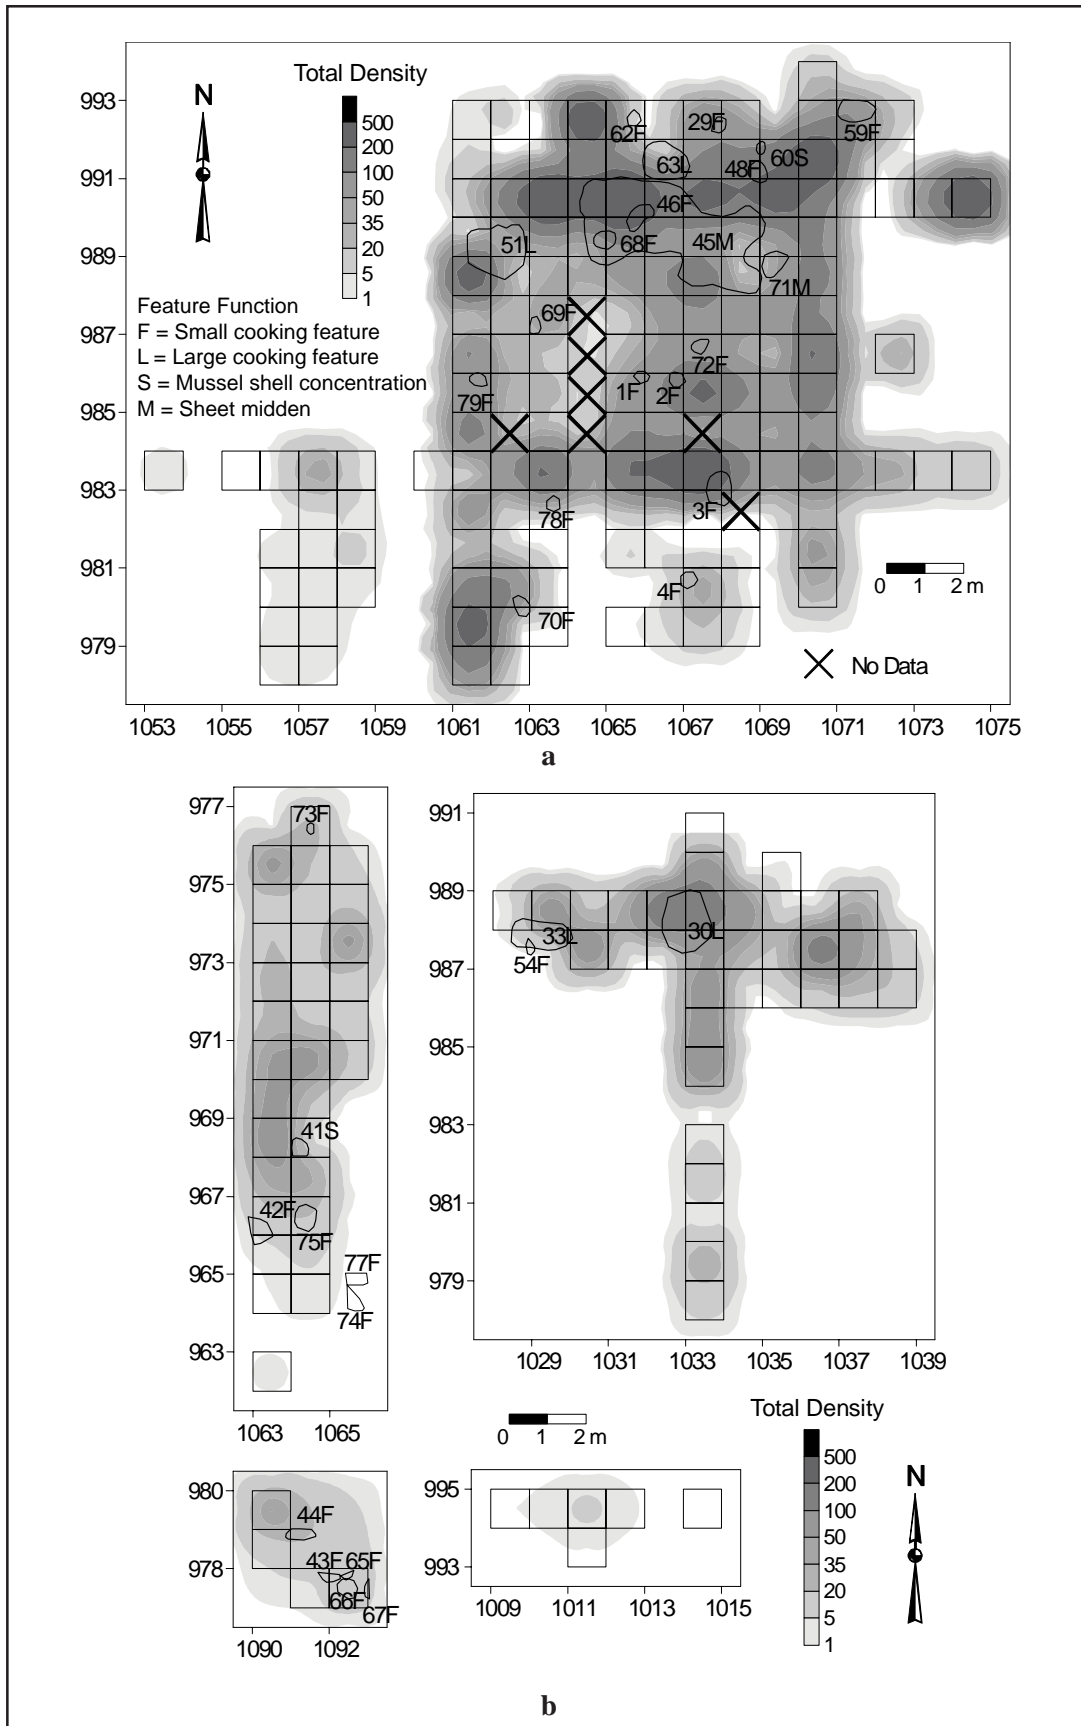 Total Density
500
200
100
50
35
20
5
1
N
Feature Function
F = Small cooking feature
L = Large cooking feature
S = Mussel shell concentration
M = Sheet midden
993
991
989
987
985
983
981
979
62F
29F
59F
60S
63L
48F
46F
51L
68F
45M
71M
69F
72F
1F
2F
79F
3F
78F
4F
70F
0 1 2 m
No Data
1053 1055 1057 1059 1061 1063 1065 1067 1069 1071 1073 1075
a
977
975
973
971
969
967
965
963
73F
41S
42F
75F
77F
74F
1063 1065
991
989
987
985
983
981
979
33L
30L
54F
1029 1031 1033 1035 1037 1039
0 1 2 m
Total Density
500
200
100
50
35
20
5
1
N
980
978
44F
43F
65F
66F
67F
1090 1092
995
993
1009 1011 1013 1015
b